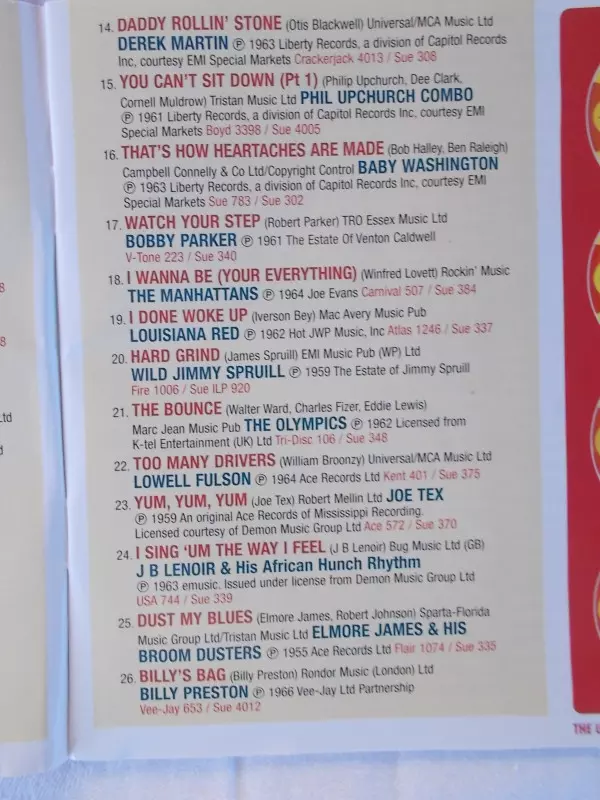 14. DADDY ROLLIN' STONE (Otis Blackwell) Universal/MCA Music Ltd
DEREK MARTIN ℗ 1963 Liberty Records, a division of Capitol Records
Inc, courtesy EMI Special Markets Crackerjack 4013 / Sue 308
15. YOU CAN'T SIT DOWN (Pt 1) (Philip Upchurch, Dee Clark,
Cornell Muldrow) Tristan Music Ltd PHIL UPCHURCH COMBO
℗ 1961 Liberty Records, a division of Capitol Records Inc, courtesy EMI
Special Markets Boyd 3398 / Sue 4005
16. THAT'S HOW HEARTACHES ARE MADE (Bob Halley, Ben Raleigh)
Campbell Connelly & Co Ltd/Copyright Control BABY WASHINGTON
℗ 1963 Liberty Records, a division of Capitol Records Inc, courtesy EMI
Special Markets Sue 783 / Sue 302
17. WATCH YOUR STEP (Robert Parker) TRO Essex Music Ltd
BOBBY PARKER ℗ 1961 The Estate Of Venton Caldwell
V-Tone 223 / Sue 340
18. I WANNA BE (YOUR EVERYTHING) (Winfred Lovett) Rockin' Music
THE MANHATTANS ℗ 1964 Joe Evans Carnival 507 / Sue 384
19. I DONE WOKE UP (Iverson Bey) Mac Avery Music Pub
LOUISIANA RED ℗ 1962 Hot JWP Music, Inc Atlas 1246 / Sue 337
20. HARD GRIND (James Spruill) EMI Music Pub (WP) Ltd
WILD JIMMY SPRUILL ℗ 1959 The Estate of Jimmy Spruill
Fire 1006 / Sue ILP 920
21. THE BOUNCE (Walter Ward, Charles Fizer, Eddie Lewis)
Marc Jean Music Pub THE OLYMPICS ℗ 1962 Licensed from
K-tel Entertainment (UK) Ltd Tri-Disc 106 / Sue 348
22. TOO MANY DRIVERS (William Broonzy) Universal/MCA Music Ltd
LOWELL FULSON ℗ 1964 Ace Records Ltd Kent 401 / Sue 375
23. YUM, YUM, YUM (Joe Tex) Robert Mellin Ltd JOE TEX
℗ 1959 An original Ace Records of Mississippi Recording.
Licensed courtesy of Demon Music Group Ltd Ace 572 / Sue 370
24. I SING 'UM THE WAY I FEEL (J B Lenoir) Bug Music Ltd (GB)
J B LENOIR & His African Hunch Rhythm
℗ 1963 emusic. Issued under license from Demon Music Group Ltd
USA 744 / Sue 339
25. DUST MY BLUES (Elmore James, Robert Johnson) Sparta-Florida
Music Group Ltd/Tristan Music Ltd ELMORE JAMES & HIS
BROOM DUSTERS ℗ 1955 Ace Records Ltd Flair 1074 / Sue 335
26. BILLY'S BAG (Billy Preston) Rondor Music (London) Ltd
BILLY PRESTON ℗ 1966 Vee-Jay Ltd Partnership
Vee-Jay 653 / Sue 4012
8
8
Ltd
THE